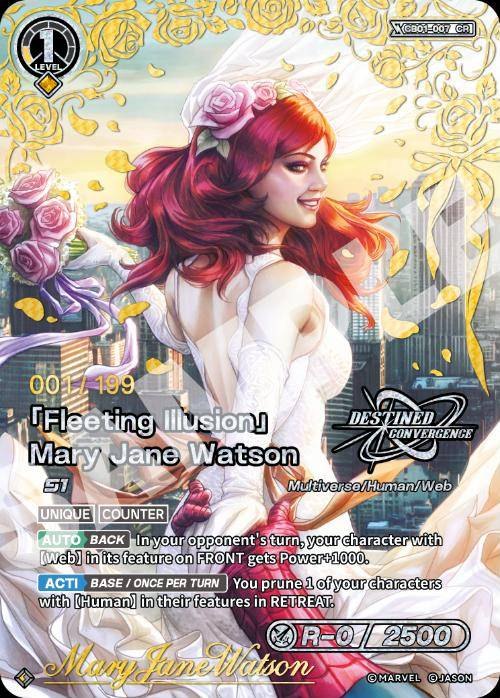 1
LEVEL
CB01-007 CR
001/199
「Fleeting Illusion」
Mary Jane Watson
DESTINED
CONVERGENCE
S1
Multiverse/Human/Web
UNIQUE COUNTER
AUTO BACK In your opponent's turn, your character with
【Web】 in its feature on FRONT gets Power+1000.
ACT1 BASE / ONCE PER TURN You prune 1 of your characters
with 【Human】 in their features in RETREAT.
R-0 / 2500
Mary Jane Watson
©MARVEL ©JASON